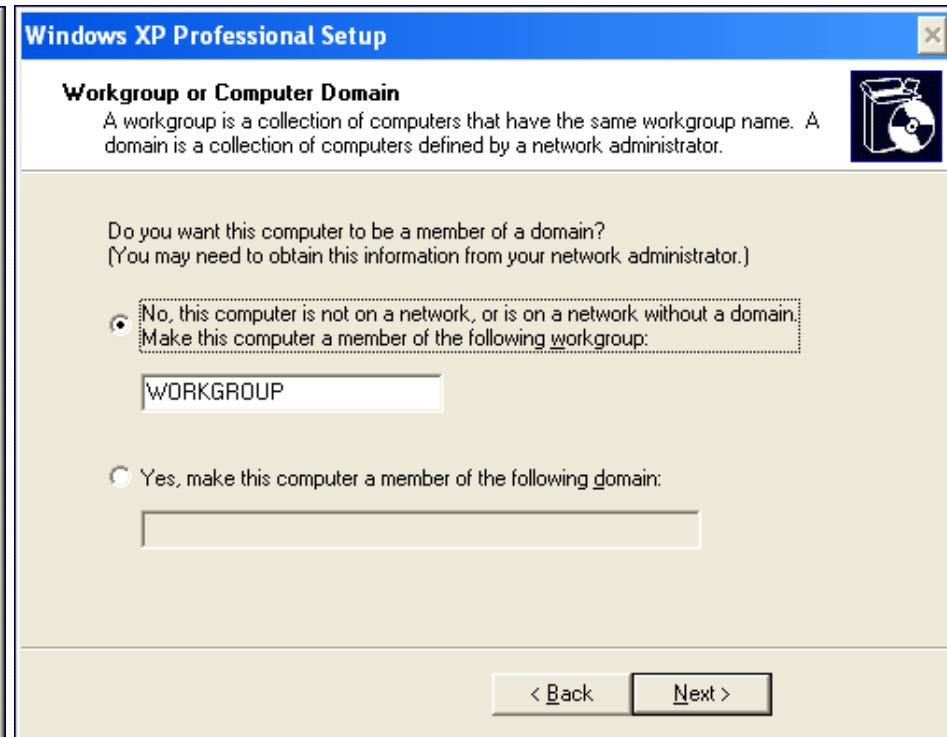 Windows XP Professional Setup
Workgroup or Computer Domain
A workgroup is a collection of computers that have the same workgroup name. A
domain is a collection of computers defined by a network administrator.
Do you want this computer to be a member of a domain?
(You may need to obtain this information from your network administrator.)
No, this computer is not on a network, or is on a network without a domain.
Make this computer a member of the following workgroup:
WORKGROUP
Yes, make this computer a member of the following domain:
< Back
Next >